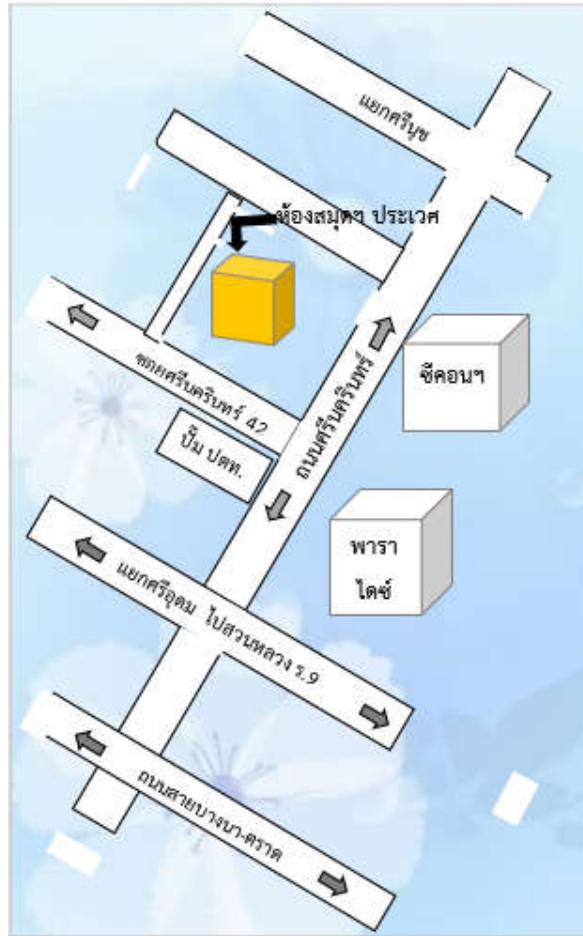 แยกศรีนุช
ห้องสมุดฯ ประเวศ
ซีคอนฯ
ถนนศรีนครินทร์
ซอยศรีนครินทร์ 42
ปั๊ม ปตท.
พารา
ไดซ์
แยกศรีอุดม ไปสวนหลวง ร.9
ถนนสายบางนา-ตราด